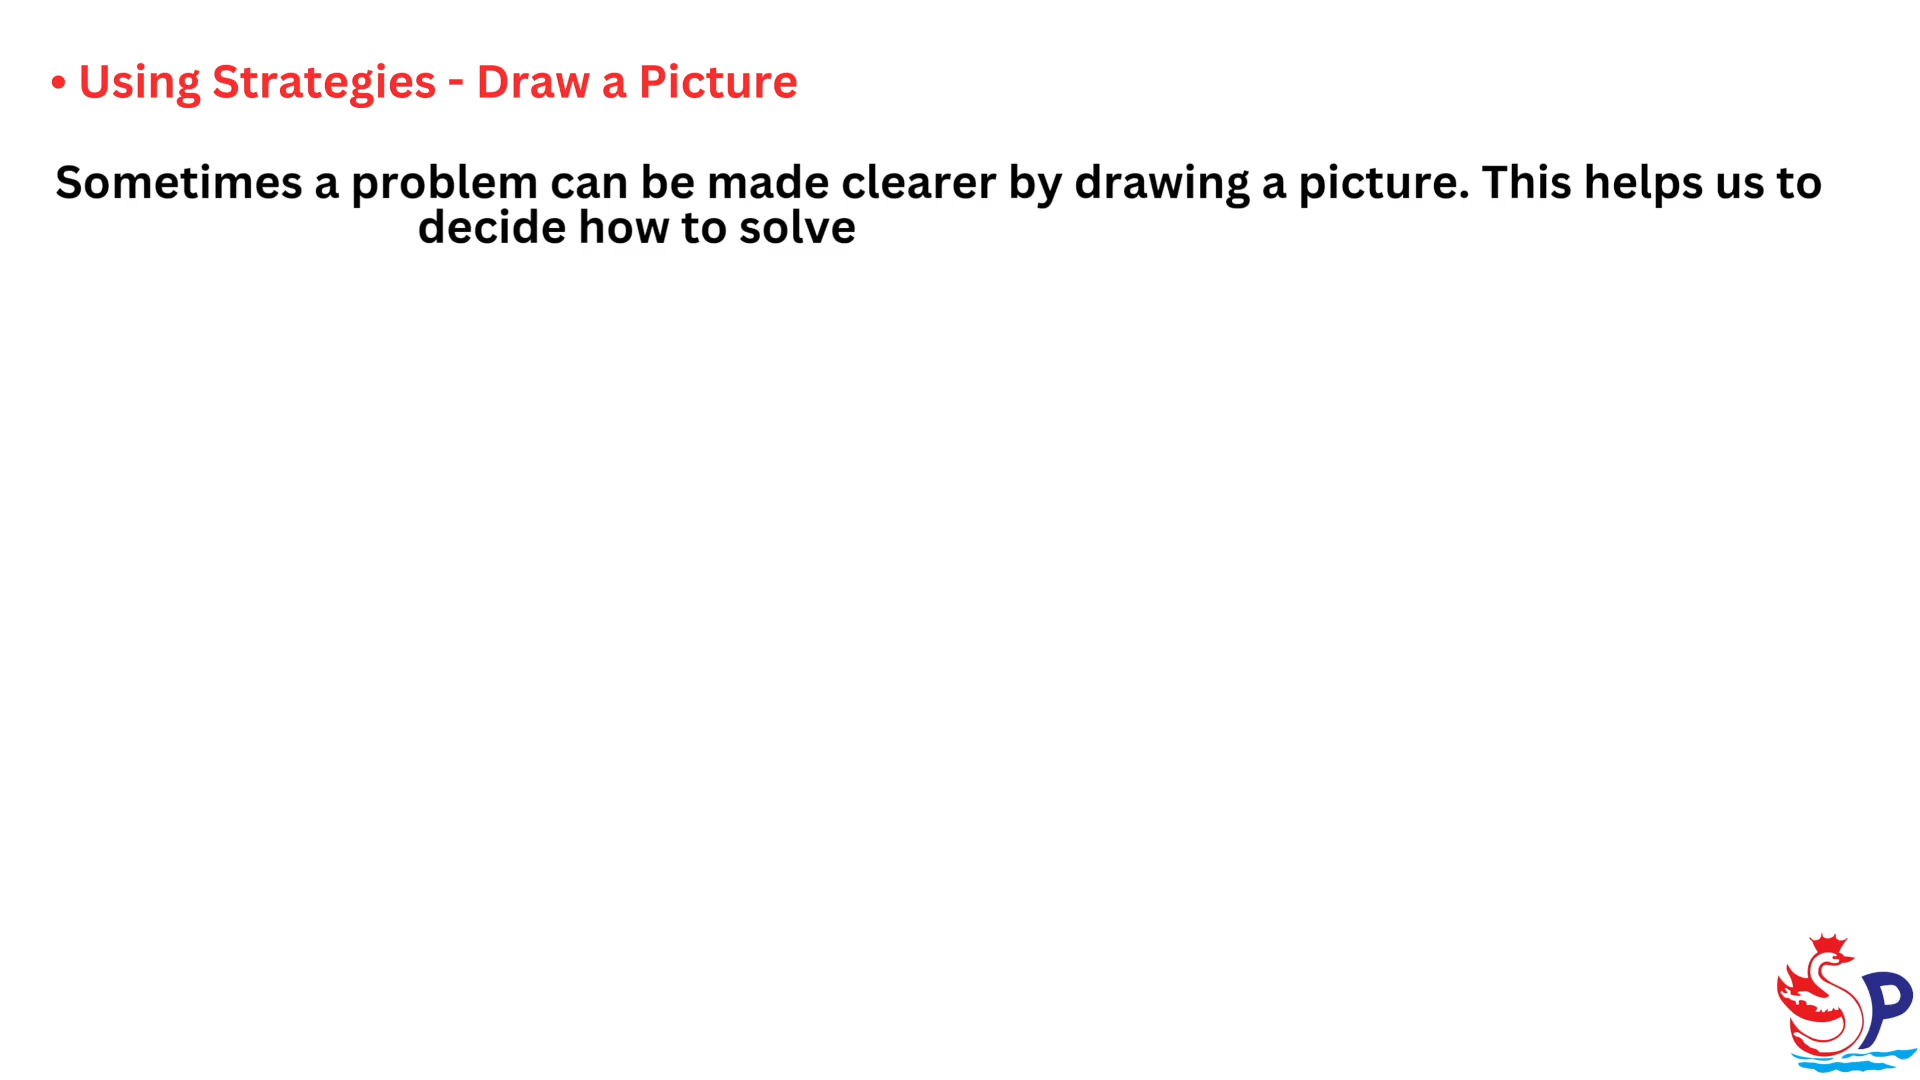 • Using Strategies - Draw a Picture
Sometimes a problem can be made clearer by drawing a picture. This helps us to
decide how to solve
SP